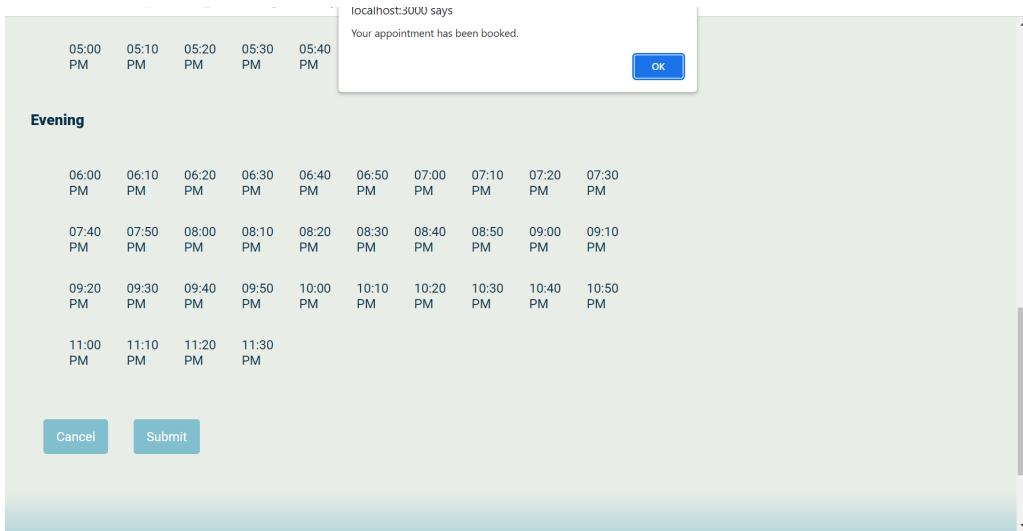 localhost:3000 says
Your appointment has been booked.
OK
05:00 PM 05:10 PM 05:20 PM 05:30 PM 05:40 PM
Evening
06:00 PM 06:10 PM 06:20 PM 06:30 PM 06:40 PM 06:50 PM 07:00 PM 07:10 PM 07:20 PM 07:30 PM
07:40 PM 07:50 PM 08:00 PM 08:10 PM 08:20 PM 08:30 PM 08:40 PM 08:50 PM 09:00 PM 09:10 PM
09:20 PM 09:30 PM 09:40 PM 09:50 PM 10:00 PM 10:10 PM 10:20 PM 10:30 PM 10:40 PM 10:50 PM
11:00 PM 11:10 PM 11:20 PM 11:30 PM
Cancel Submit